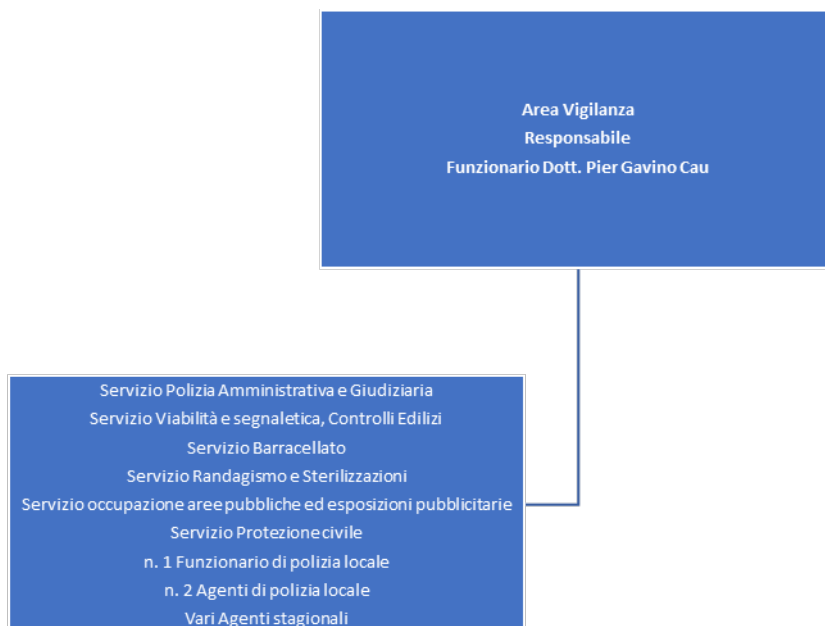 Area Vigilanza
Responsabile
Funzionario Dott. Pier Gavino Cau
Servizio Polizia Amministrativa e Giudiziaria
Servizio Viabilità e segnaletica, Controlli Edilizi
Servizio Barracellato
Servizio Randagismo e Sterilizzazioni
Servizio occupazione aree pubbliche ed esposizioni pubblicitarie
Servizio Protezione civile
n. 1 Funzionario di polizia locale
n. 2 Agenti di polizia locale
Vari Agenti stagionali